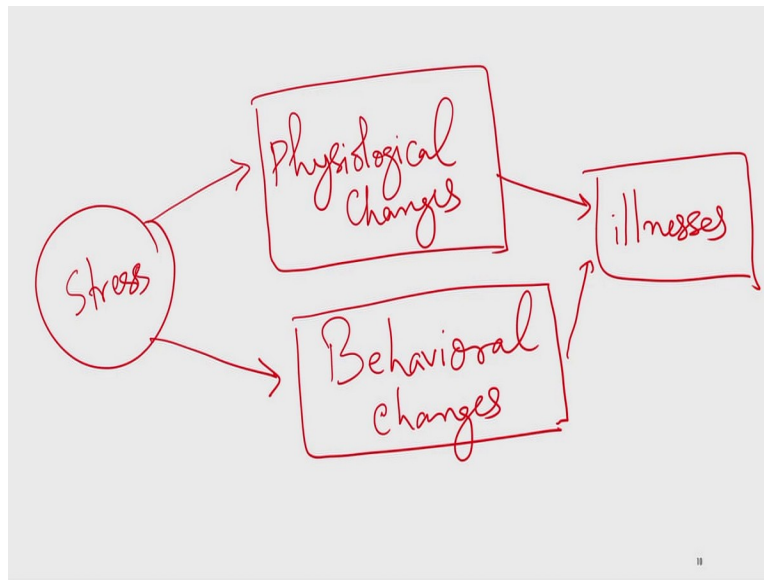 Physiological
Changes
Stress
illnesses
Behavioral
changes
10